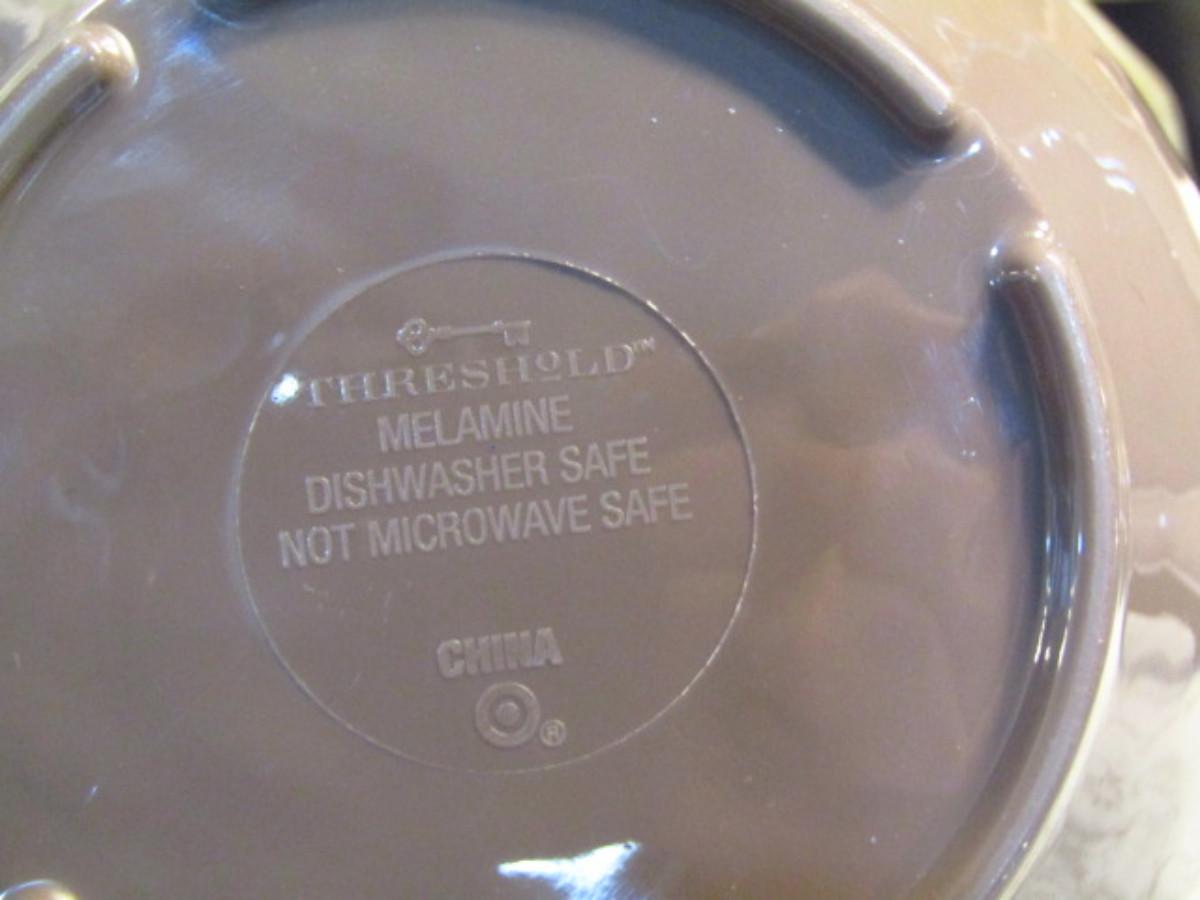 THRESHOLD™
MELAMINE
DISHWASHER SAFE
NOT MICROWAVE SAFE
CHINA
®